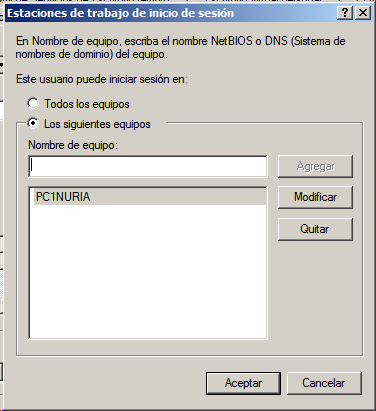 Estaciones de trabajo de inicio de sesión
En Nombre de equipo, escriba el nombre NetBIOS o DNS (Sistema de
nombres de dominio) del equipo.
Este usuario puede iniciar sesión en:
Todos los equipos
Los siguientes equipos
Nombre de equipo:
Agregar
PC1NURIA
Modificar
Quitar
Aceptar
Cancelar